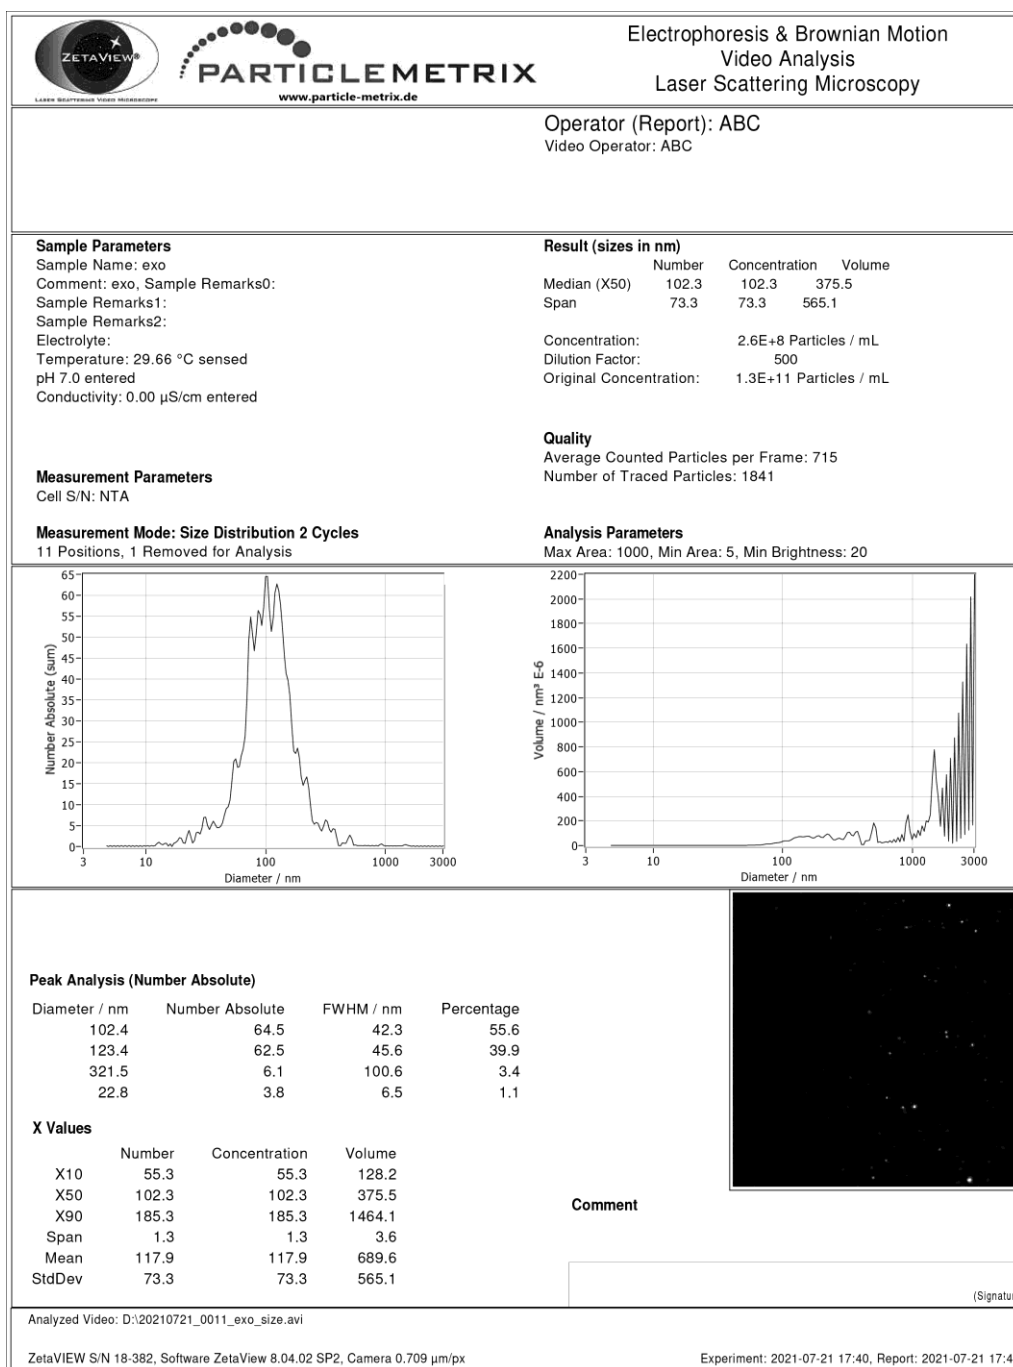 ZETAVIEW®
LASER SCATTERING VIDEO MICROSCOPE
PARTICLEMETRIX
www.particle-metrix.de
Electrophoresis & Brownian Motion
Video Analysis
Laser Scattering Microscopy
Operator (Report): ABC
Video Operator: ABC
Sample Parameters
Sample Name: exo
Comment: exo, Sample Remarks0:
Sample Remarks1:
Sample Remarks2:
Electrolyte:
Temperature: 29.66 °C sensed
pH 7.0 entered
Conductivity: 0.00 µS/cm entered
Measurement Parameters
Cell S/N: NTA
Measurement Mode: Size Distribution 2 Cycles
11 Positions, 1 Removed for Analysis
Result (sizes in nm)
Number Concentration Volume
Median (X50) 102.3 102.3 375.5
Span 73.3 73.3 565.1
Concentration: 2.6E+8 Particles / mL
Dilution Factor: 500
Original Concentration: 1.3E+11 Particles / mL
Quality
Average Counted Particles per Frame: 715
Number of Traced Particles: 1841
Analysis Parameters
Max Area: 1000, Min Area: 5, Min Brightness: 20
Number Absolute (sum)
65
60
55
50
45
40
35
30
25
20
15
10
5
0
3 10 100 1000 3000
Diameter / nm
Volume / nm³ E-6
2200
2000
1800
1600
1400
1200
1000
800
600
400
200
0
3 10 100 1000 3000
Diameter / nm
Peak Analysis (Number Absolute)
Diameter / nm Number Absolute FWHM / nm Percentage
102.4 64.5 42.3 55.6
123.4 62.5 45.6 39.9
321.5 6.1 100.6 3.4
22.8 3.8 6.5 1.1
X Values
Number Concentration Volume
X10 55.3 55.3 128.2
X50 102.3 102.3 375.5
X90 185.3 185.3 1464.1
Span 1.3 1.3 3.6
Mean 117.9 117.9 689.6
StdDev 73.3 73.3 565.1
Comment
(Signatu
Analyzed Video: D:\20210721_0011_exo_size.avi
ZetaVIEW S/N 18-382, Software ZetaView 8.04.02 SP2, Camera 0.709 µm/px
Experiment: 2021-07-21 17:40, Report: 2021-07-21 17:4